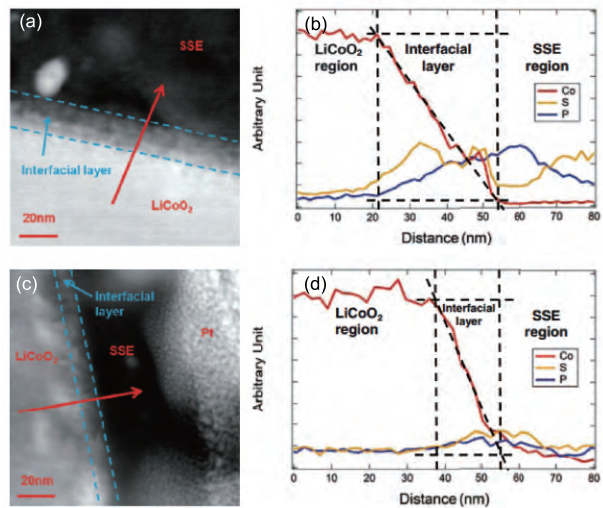 (a)
SSE
Interfacial layer
LiCoO₂
20nm
(b)
LiCoO₂
region
Interfacial
layer
SSE
region
Co
S
P
Arbitrary Unit
0 10 20 30 40 50 60 70 80
Distance (nm)
(c)
Interfacial
layer
LiCoO₂
SSE
Pt
20nm
(d)
LiCoO₂
region
Interfacial
layer
SSE
region
Co
S
P
Arbitrary Unit
0 10 20 30 40 50 60 70 80
Distance (nm)